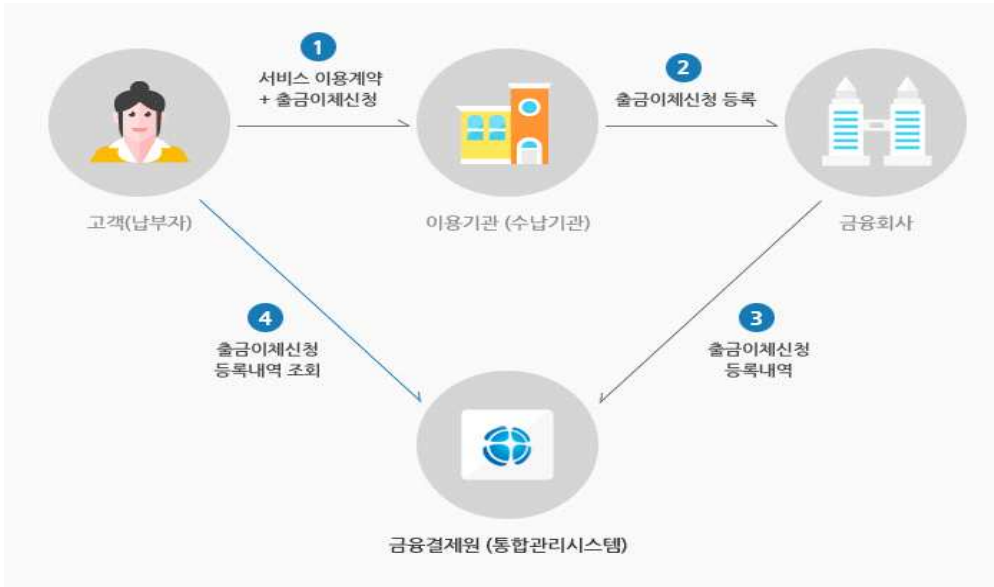 1
서비스 이용계약
+ 출금이체신청
2
출금이체신청 등록
고객(납부자)
이용기관 (수납기관)
금융회사
4
출금이체신청
등록내역 조회
3
출금이체신청
등록내역
금융결제원 (통합관리시스템)